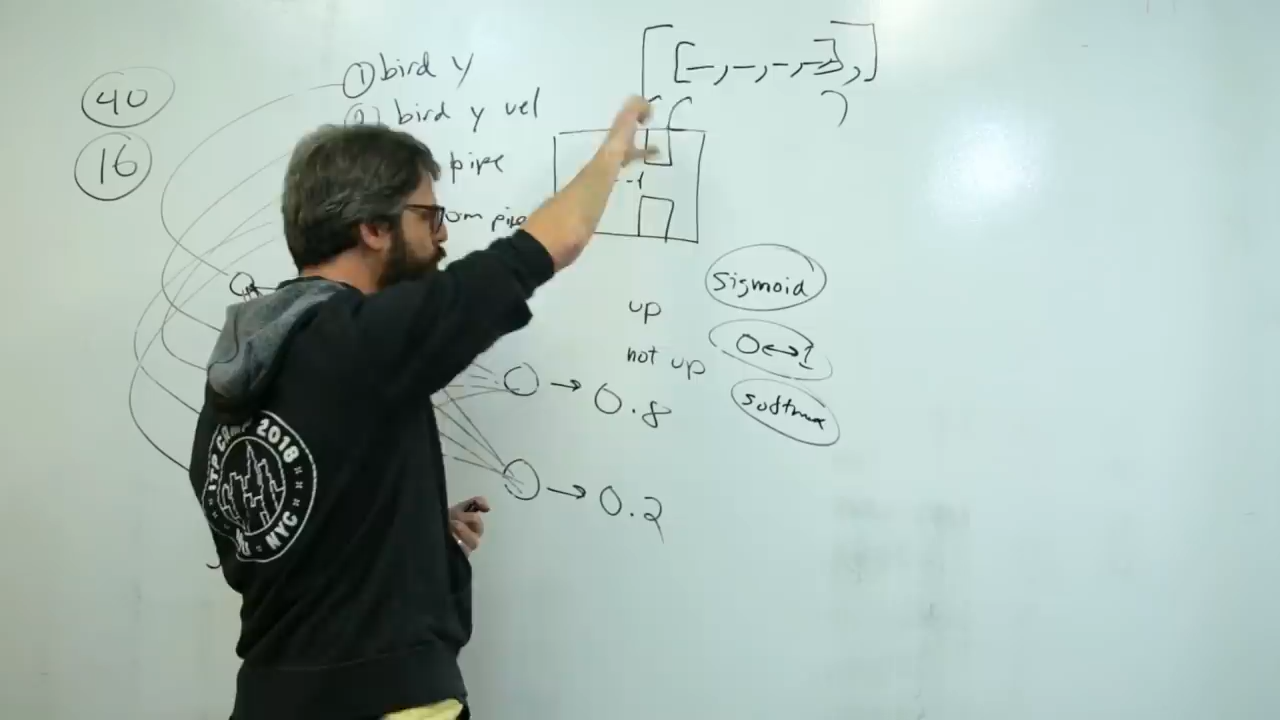 40
16
① bird y
② bird y vel
pipe
om pipe
[[—, —, —, —],]
up
not up
sigmoid
0↔1
softmax
→ 0.8
→ 0.2
ITP CAMP 2018
NYC